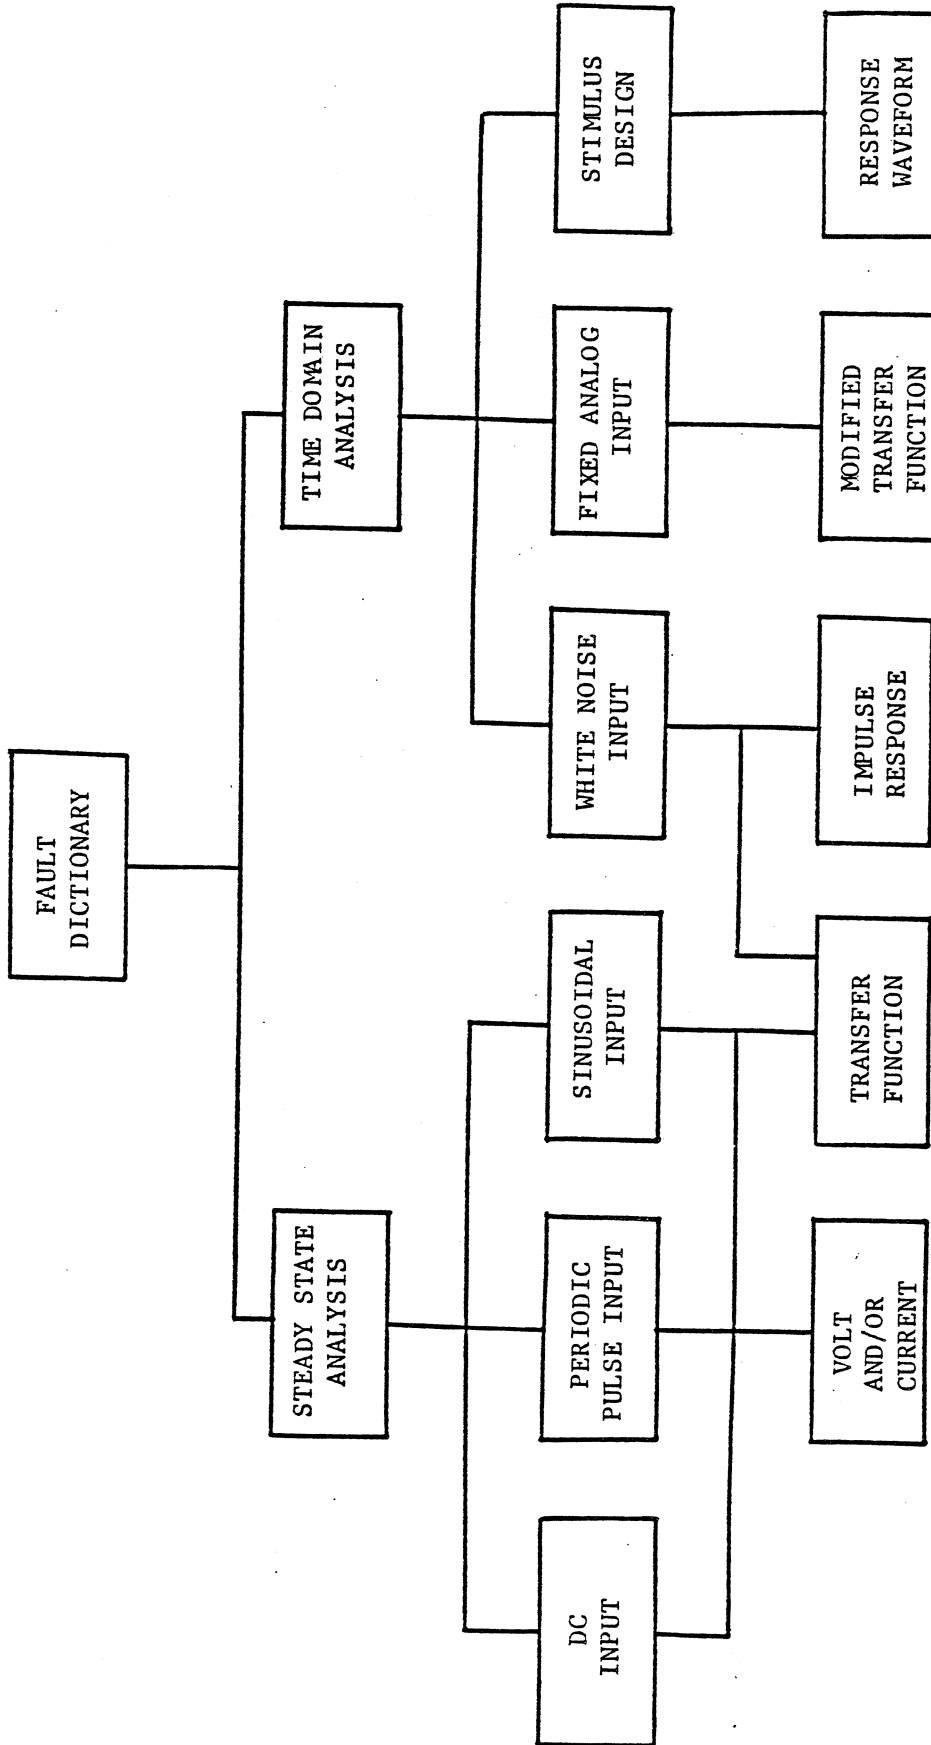 FAULT
DICTIONARY
STEADY STATE
ANALYSIS
TIME DOMAIN
ANALYSIS
DC
INPUT
PERIODIC
PULSE INPUT
SINUSOIDAL
INPUT
WHITE NOISE
INPUT
FIXED ANALOG
INPUT
STIMULUS
DESIGN
VOLT
AND/OR
CURRENT
TRANSFER
FUNCTION
IMPULSE
RESPONSE
MODIFIED
TRANSFER
FUNCTION
RESPONSE
WAVEFORM